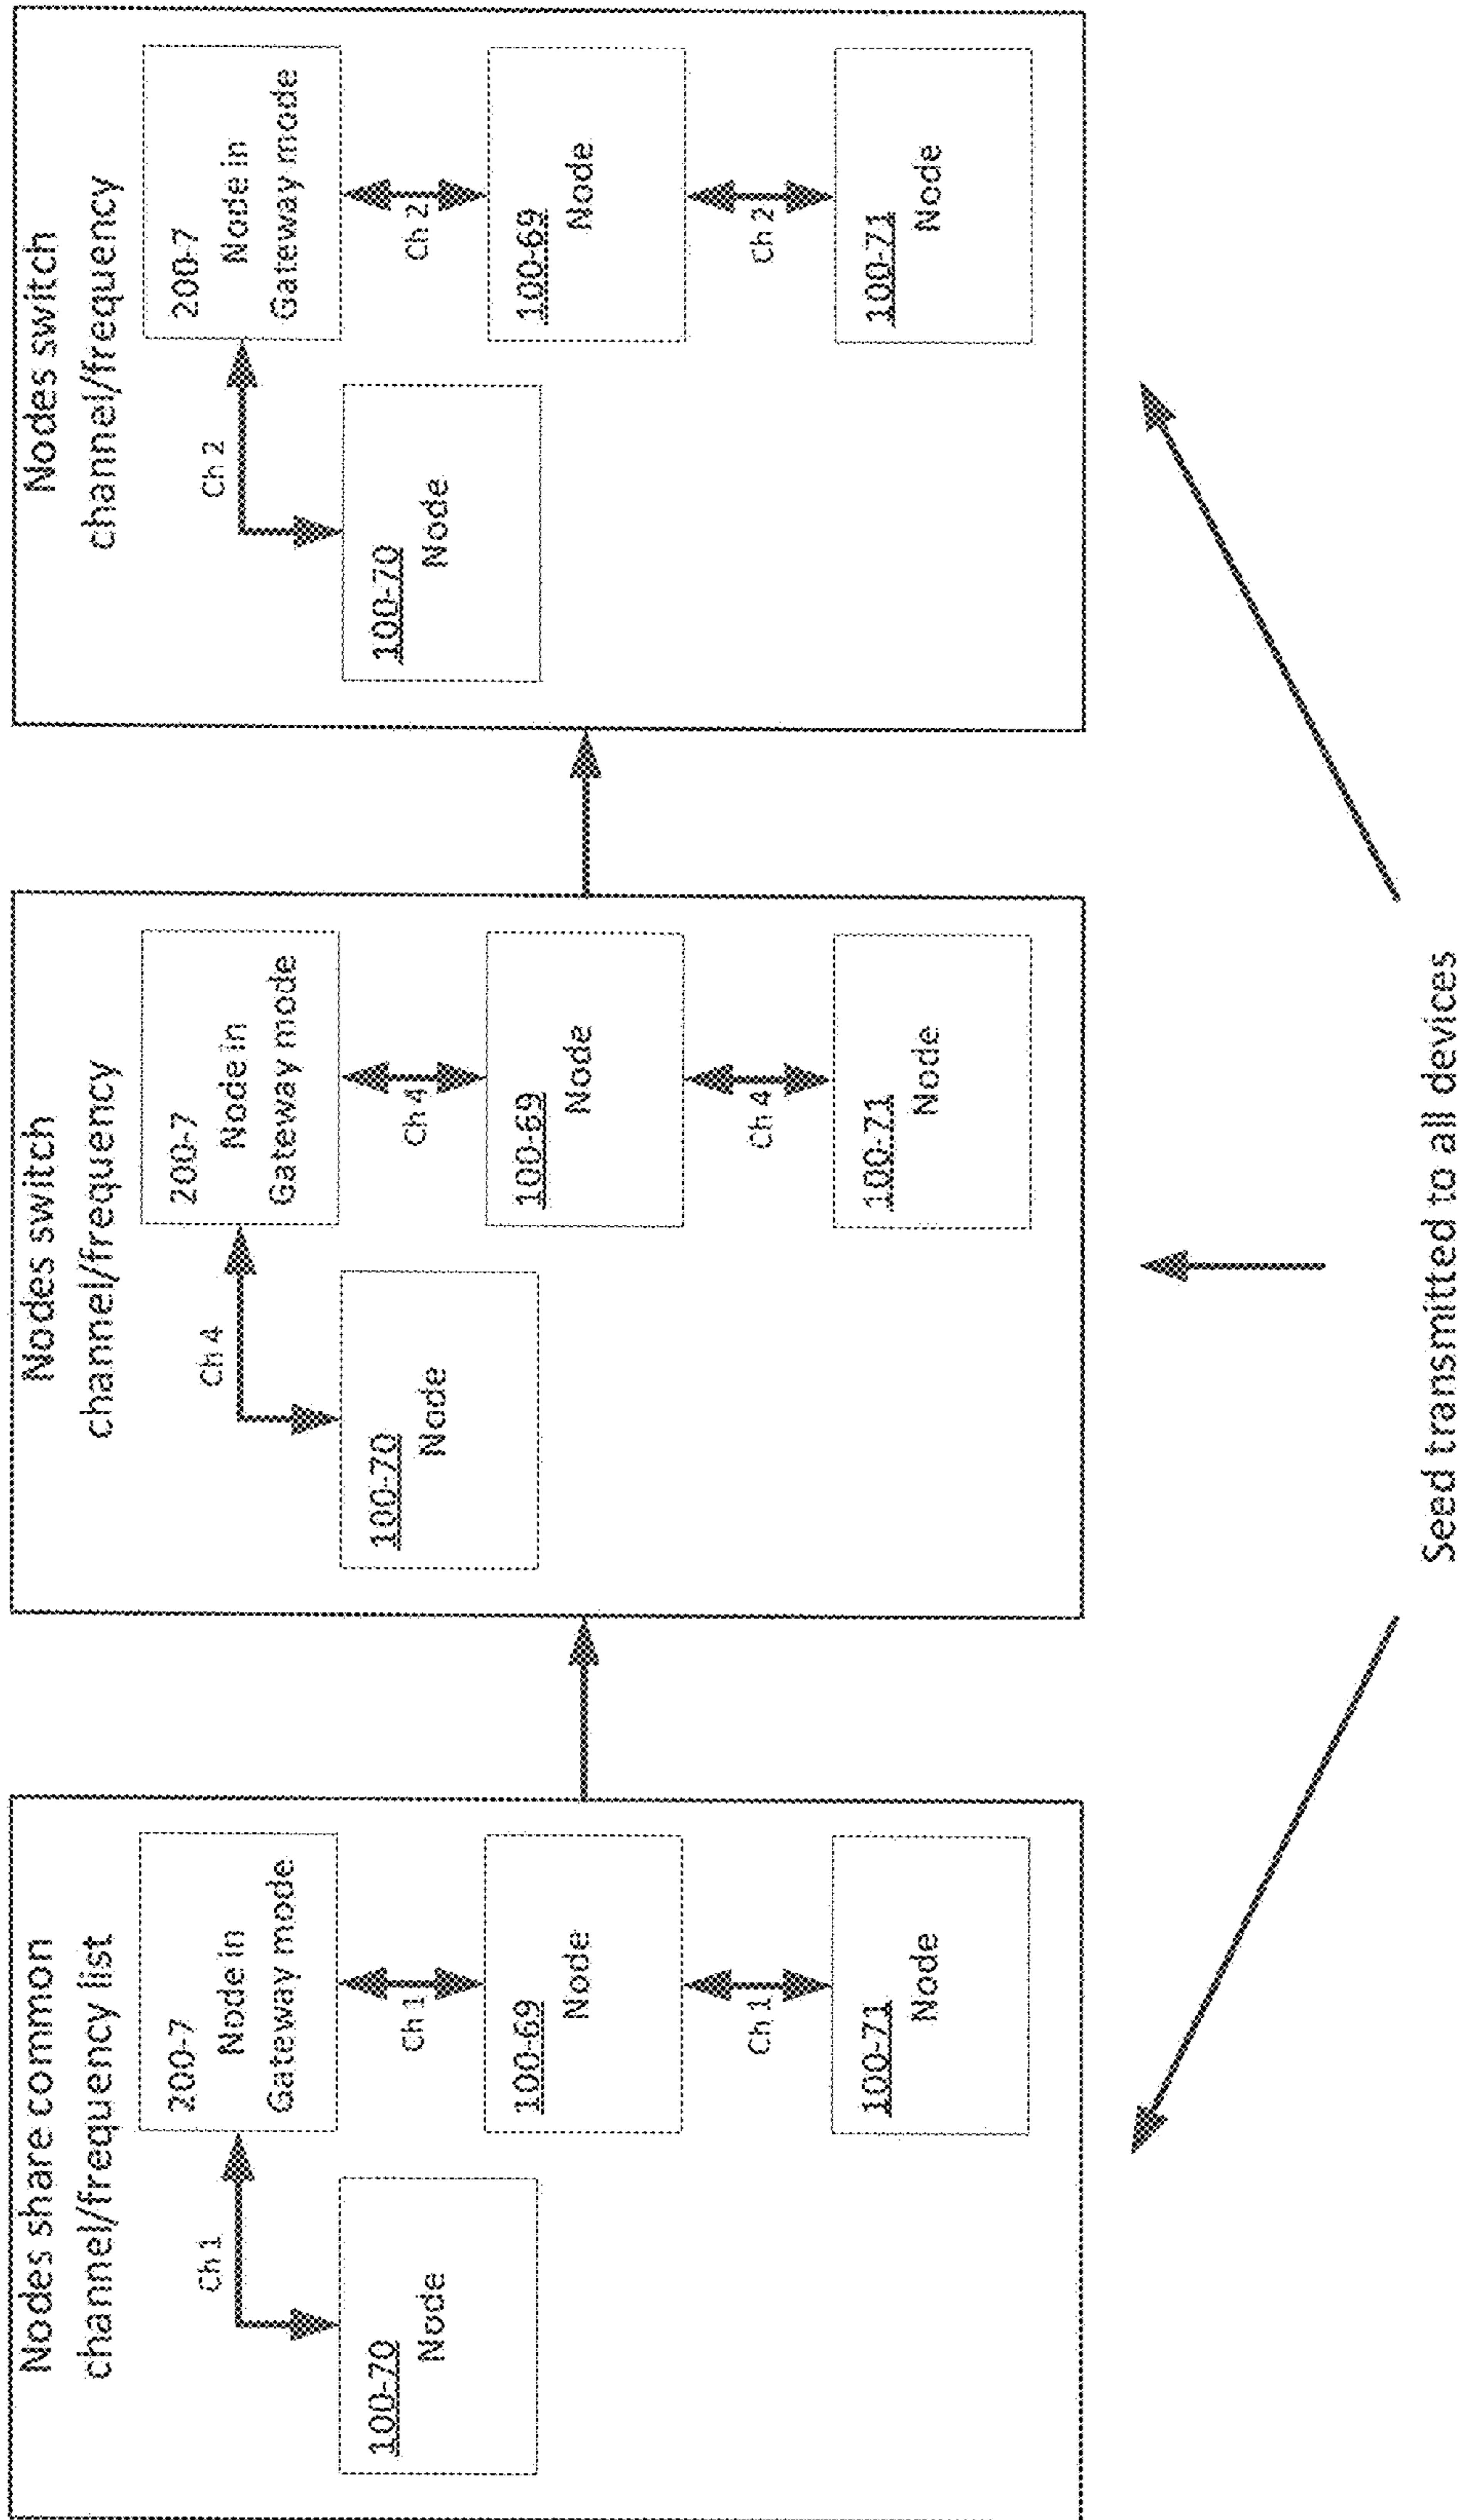 Nodes share common
channel/frequency list
Ch 1
200-7
Node in
Gateway mode
100-70
Node
Ch 1
100-69
Node
Ch 1
100-71
Node
Nodes switch
channel/frequency
Ch 4
200-7
Node in
Gateway mode
100-70
Node
Ch 4
100-69
Node
Ch 4
100-71
Node
Nodes switch
channel/frequency
Ch 2
200-7
Node in
Gateway mode
100-70
Node
Ch 2
100-69
Node
Ch 2
100-71
Node
Seed transmitted to all devices